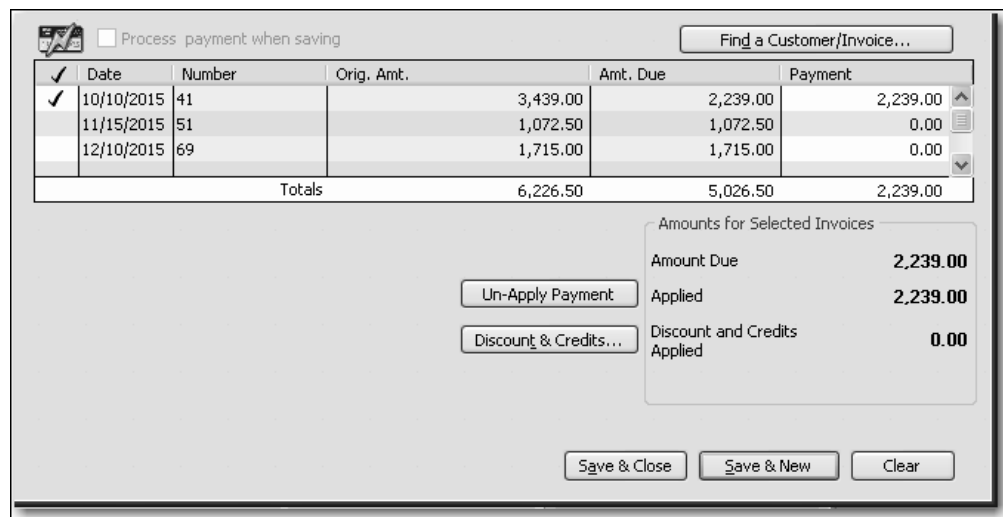 Process payment when saving
Find a Customer/Invoice...
✓ Date Number Orig. Amt. Amt. Due Payment
✓ 10/10/2015 41 3,439.00 2,239.00 2,239.00
11/15/2015 51 1,072.50 1,072.50 0.00
12/10/2015 69 1,715.00 1,715.00 0.00
Totals 6,226.50 5,026.50 2,239.00
Amounts for Selected Invoices
Amount Due 2,239.00
Un-Apply Payment
Applied 2,239.00
Discount & Credits...
Discount and Credits Applied 0.00
Save & Close
Save & New
Clear